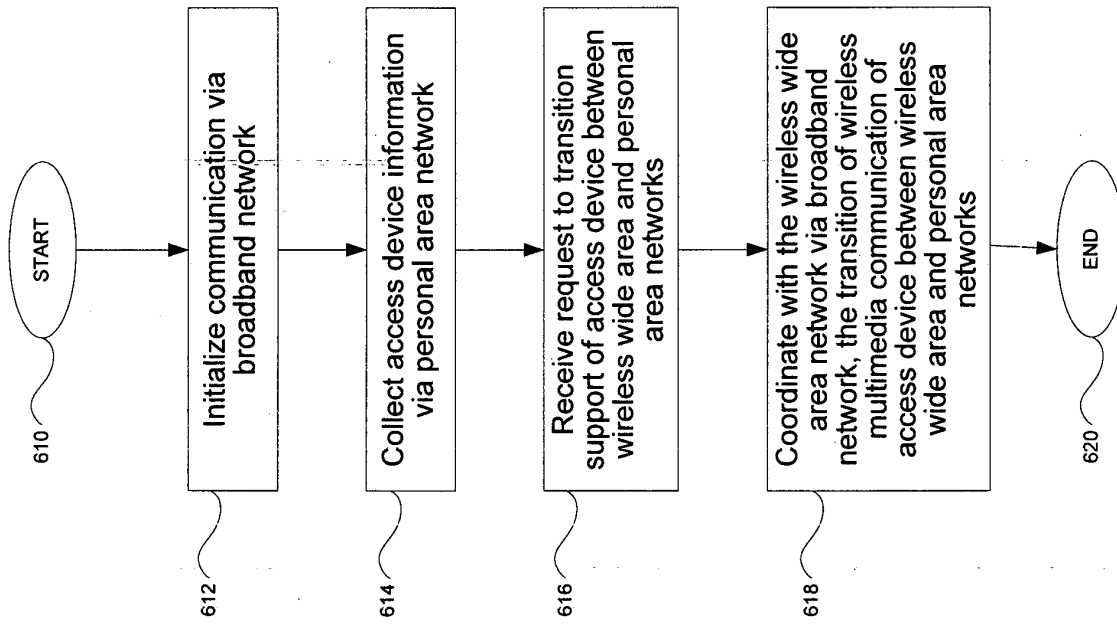 START
610
Initialize communication via
broadband network
612
Collect access device information
via personal area network
614
Receive request to transition
support of access device between
wireless wide area and personal
area networks
616
Coordinate with the wireless wide
area network via broadband
network, the transition of wireless
multimedia communication of
access device between wireless
wide area and personal area
networks
618
END
620